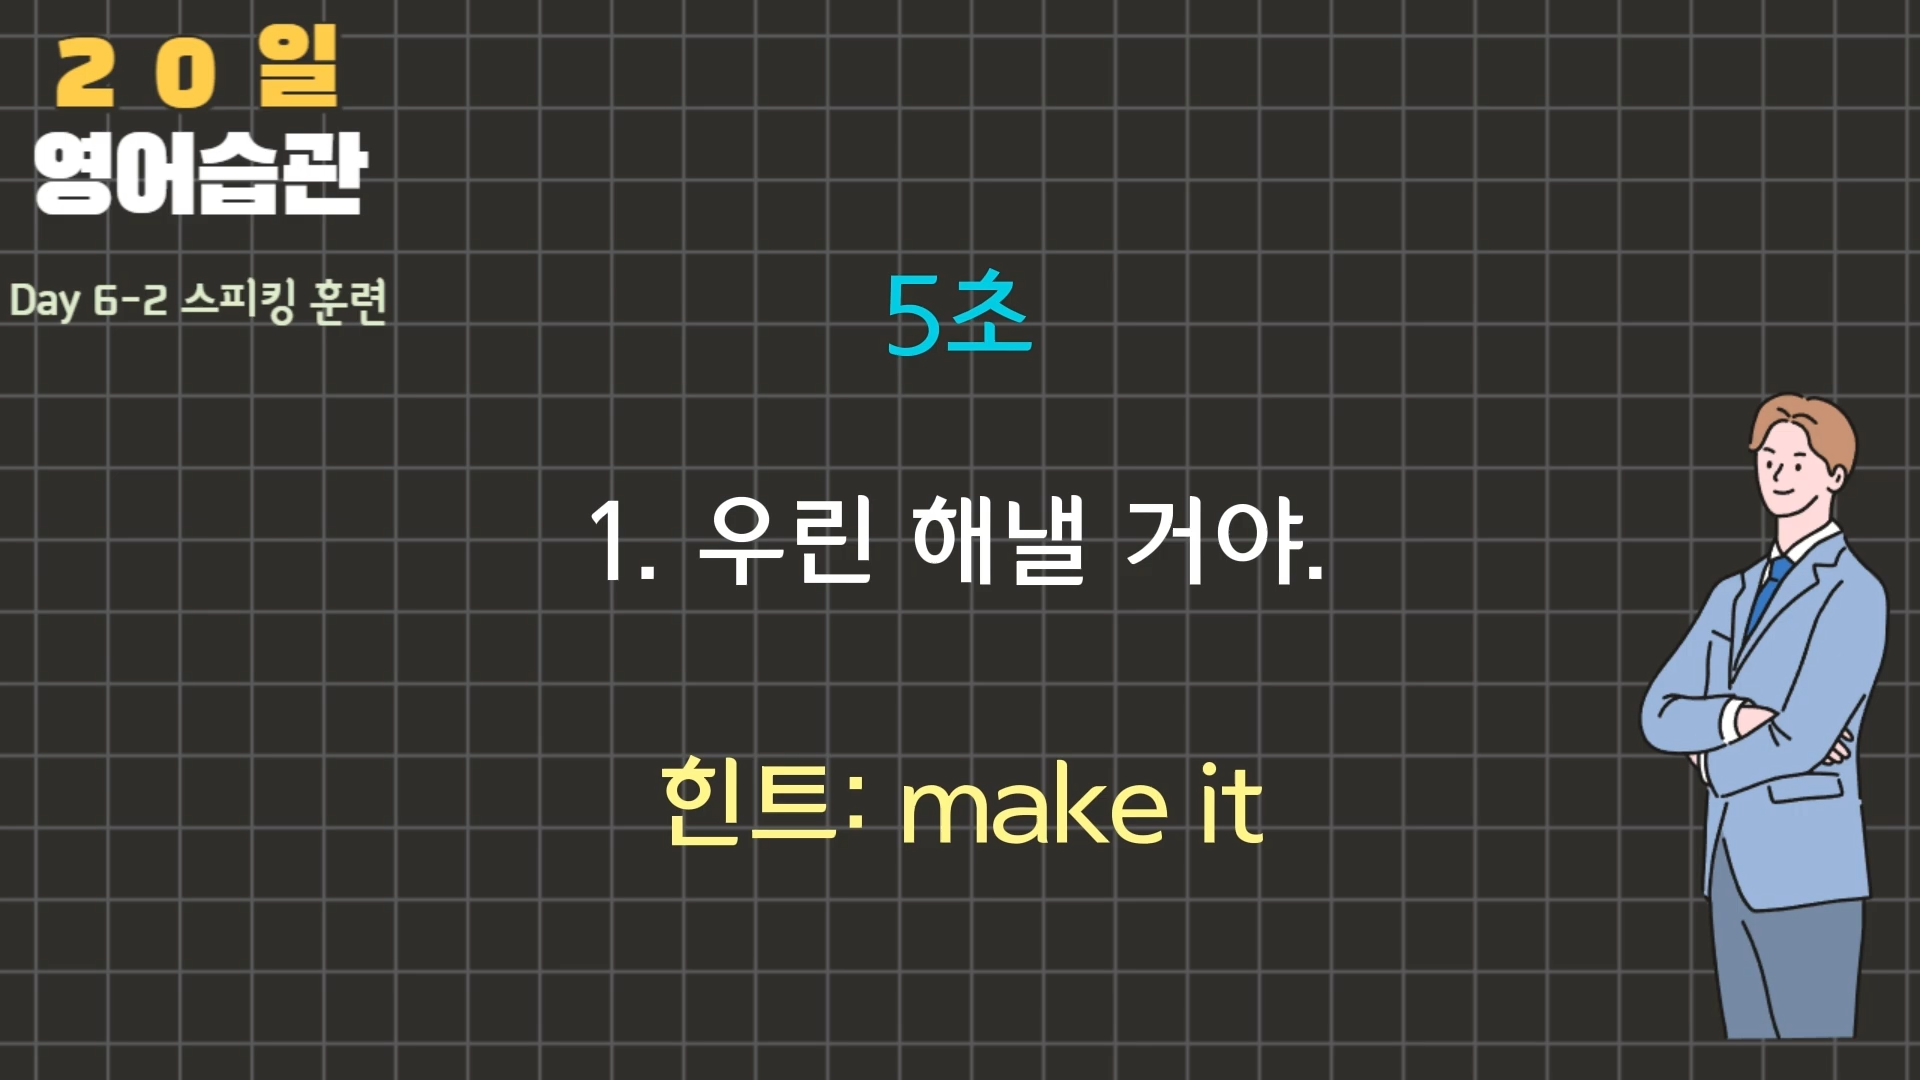 20일
영어습관
Day 6-2 스피킹 훈련
5초
1. 우린 해낼 거야.
힌트: make it